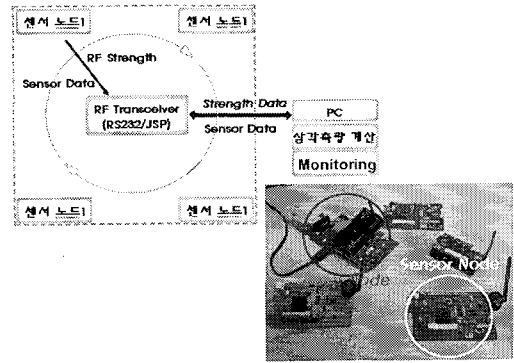 센서 노드1
센서 노드1
RF Strength
Sensor Data
RF Transceiver
(RS232/JSP)
Strength Data
Sensor Data
PC
삼각측량 계산
Monitoring
센서 노드1
센서 노드1
Sensor Node